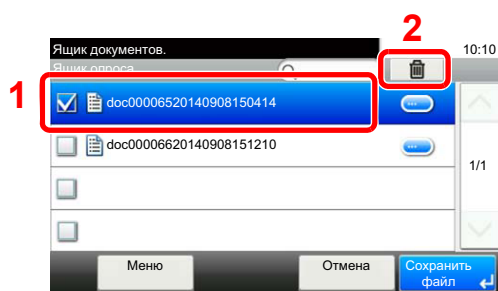 2
Ящик документов.
10:10
Ящик опроса
1
doc00006520140908150414
doc00006620140908151210
1/1
Меню
Отмена
Сохранить
файл